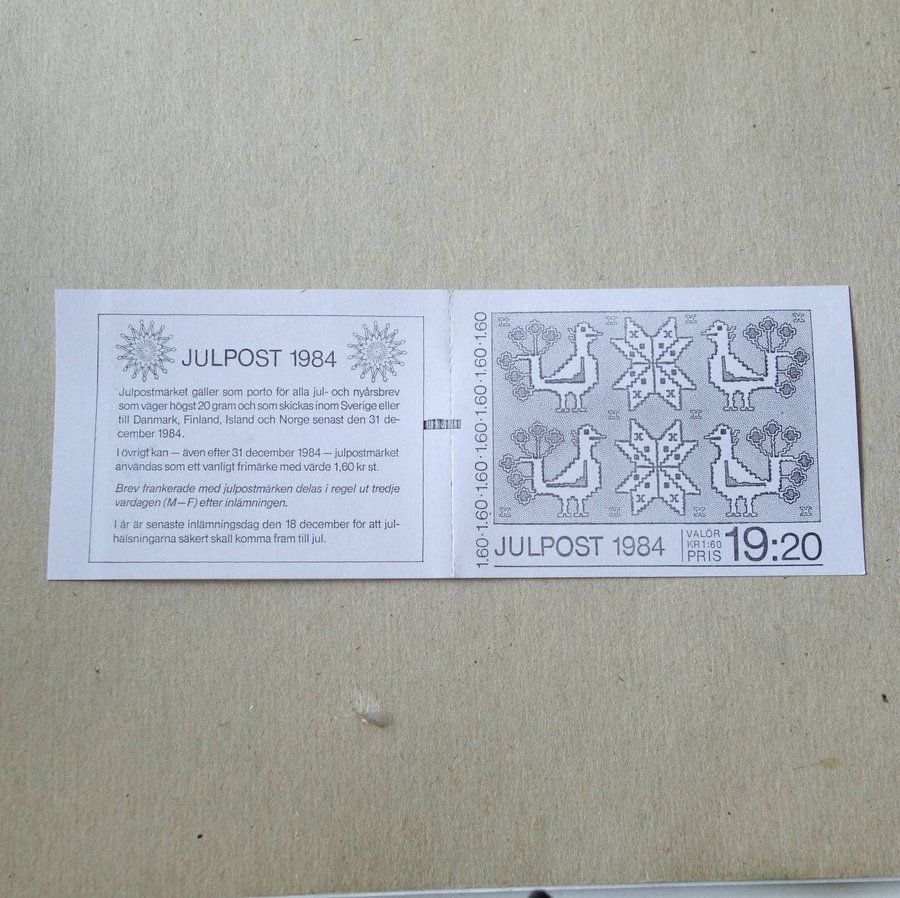 JULPOST 1984
Julpostmärket gäller som porto för alla jul- och nyårsbrev
som väger högst 20 gram och som skickas inom Sverige eller
till Danmark, Finland, Island och Norge senast den 31 de-
cember 1984.
I övrigt kan — även efter 31 december 1984 — julpostmärket
användas som ett vanligt frimärke med värde 1,60 kr st.
Brev frankerade med julpostmärken delas i regel ut tredje
vardagen (M—F) efter inlämningen.
I år är senaste inlämningsdag den 18 december för att jul-
hälsningarna säkert skall komma fram till jul.
1.60·1.60·1.60·1.60·1.60·1.60·1.60
JULPOST 1984
VALÖR
KR 1:60
PRIS 19:20